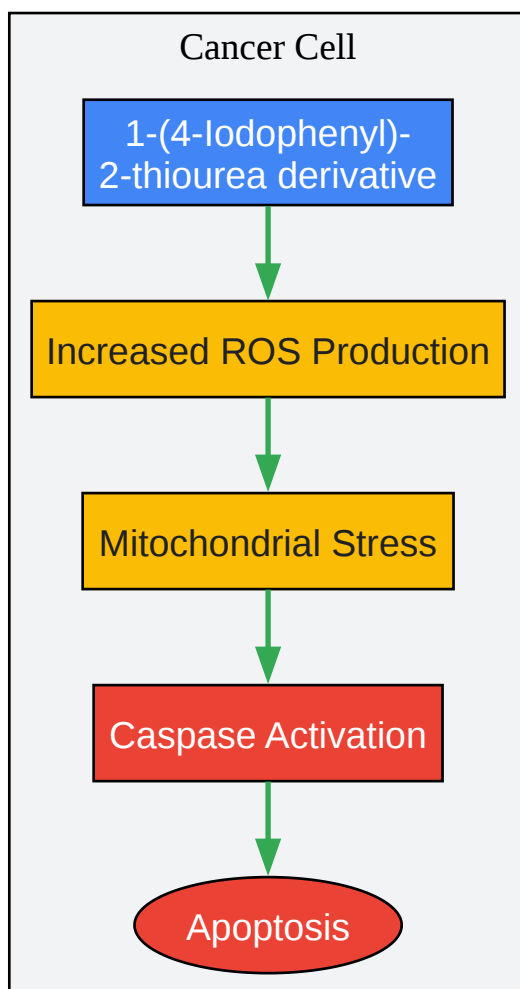 Cancer Cell
1-(4-Iodophenyl)-
2-thiourea derivative
Increased ROS Production
Mitochondrial Stress
Caspase Activation
Apoptosis